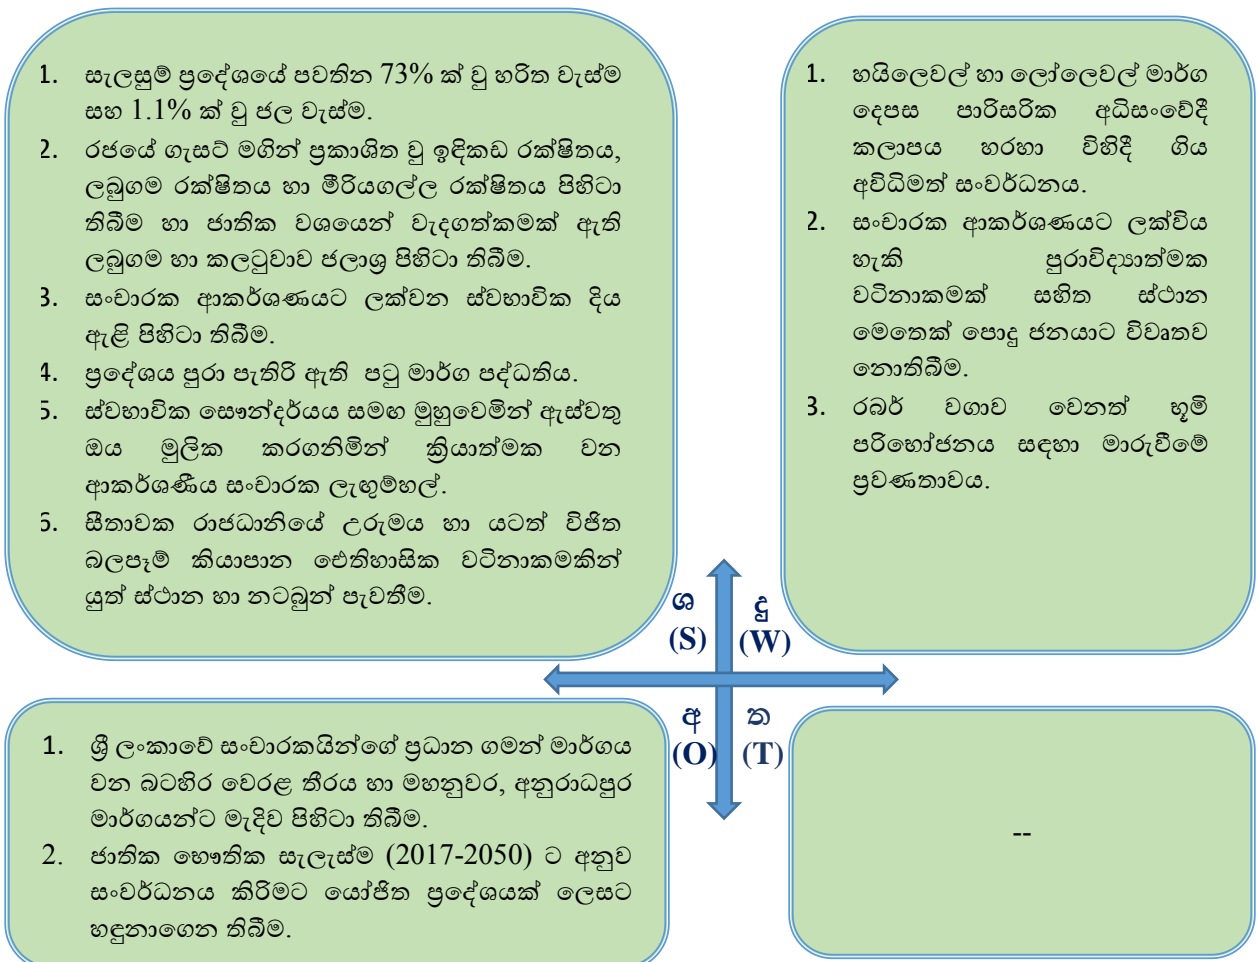 1. සැලසුම් ප්‍රදේශයේ පවතින 73% ක් වු හරිත වැස්ම
සහ 1.1% ක් වු ජල වැස්ම.
2. රජයේ ගැසට් මගින් ප්‍රකාශිත වු ඉඳිකඩ රක්ෂිතය,
ලබුගම රක්ෂිතය හා මීරියගල්ල රක්ෂිතය පිහිටා
තිබීම හා ජාතික වශයෙන් වැදගත්කමක් ඇති
ලබුගම හා කලටුවාව ජලාශ්‍ර පිහිටා තිබීම.
3. සංචාරක ආකර්ශණයට ලක්වන ස්වභාවික දිය
ඇළි පිහිටා තිබීම.
4. ප්‍රදේශය පුරා පැතිරි ඇති පටු මාර්ග පද්ධතිය.
5. ස්වභාවික සෞන්දර්යය සමඟ මුහුවෙමින් ඇස්වතු
ඔය මුලික කරගනිමින් ක්‍රියාත්මක වන
ආකර්ශණීය සංචාරක ලැඟුම්හල්.
6. සීතාවක රාජධානියේ උරුමය හා යටත් විජිත
බලපෑම් කියාපාන ඓතිහාසික වටිනාකමකින්
යුත් ස්ථාන හා නටබුන් පැවතීම.
1. හයිලෙවල් හා ලෝලෙවල් මාර්ග
දෙපස පාරිසරික අධිසංවේදී
කලාපය හරහා විහිදී ගිය
අවිධිමත් සංවර්ධනය.
2. සංචාරක ආකර්ශණයට ලක්විය
හැකි පුරාවිද්‍යාත්මක
වටිනාකමක් සහිත ස්ථාන
මෙතෙක් පොදු ජනයාට විවෘතව
නොතිබීම.
3. රබර් වගාව වෙනත් භූමි
පරිභෝජනය සඳහා මාරුවීමේ
ප්‍රවණතාවය.
ශ
(S)
දු
(W)
අ
(O)
ත
(T)
1. ශ්‍රී ලංකාවේ සංචාරකයින්ගේ ප්‍රධාන ගමන් මාර්ගය
වන බටහිර වෙරළ තීරය හා මහනුවර, අනුරාධපුර
මාර්ගයන්ට මැදිව පිහිටා තිබීම.
2. ජාතික භෞතික සැලැස්ම (2017-2050) ට අනුව
සංවර්ධනය කිරිමට යෝජිත ප්‍රදේශයක් ලෙසට
හඳුනාගෙන තිබීම.
--